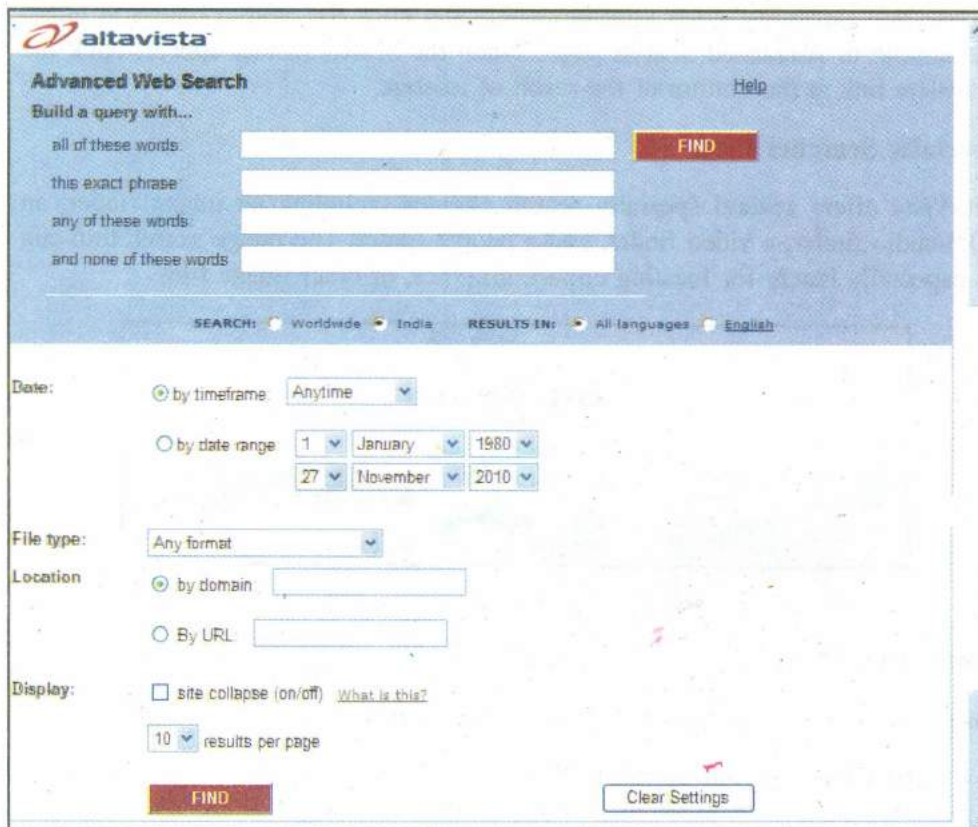 altavista
Advanced Web Search Help
Build a query with...
all of these words: FIND
this exact phrase
any of these words:
and none of these words
SEARCH: Worldwide India RESULTS IN: All languages English
Date: by timeframe: Anytime
by date range 1 January 1980
27 November 2010
File type: Any format
Location by domain:
By URL:
Display: site collapse (on/off) What is this?
10 results per page
FIND Clear Settings